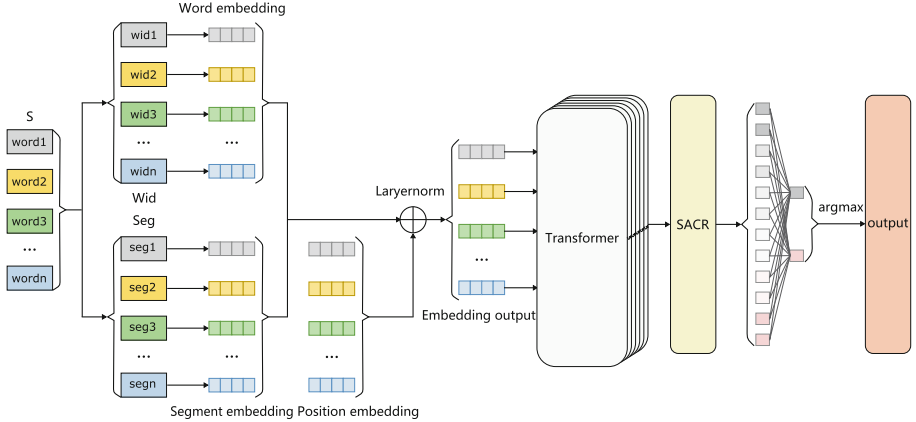 Word embedding
S
word1
word2
word3
...
wordn
wid1
wid2
wid3
... ...
widn
Wid
Seg
seg1
seg2
seg3
... ...
segn
Segment embedding Position embedding
Laryernorm
...
Embedding output
Transformer
SACR
argmax
output